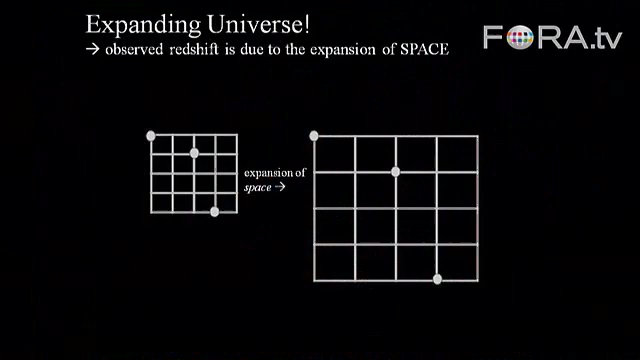 Expanding Universe!
→ observed redshift is due to the expansion of SPACE
FORA.tv
expansion of
space →